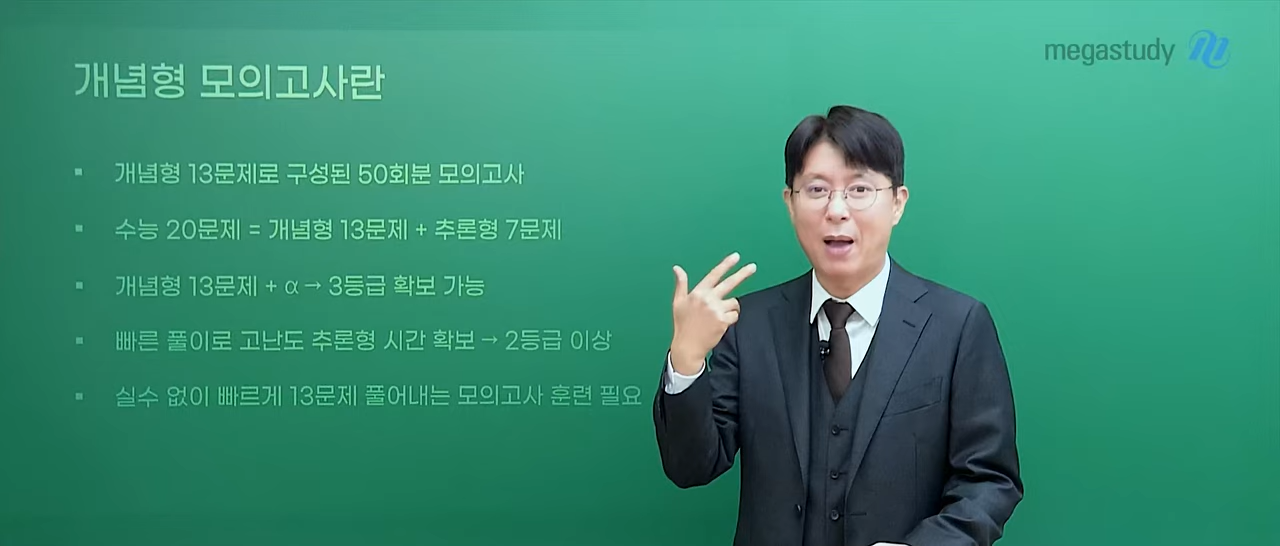 megastudy
개념형 모의고사란
▪ 개념형 13문제로 구성된 50회분 모의고사
▪ 수능 20문제 = 개념형 13문제 + 추론형 7문제
▪ 개념형 13문제 + α → 3등급 확보 가능
▪ 빠른 풀이로 고난도 추론형 시간 확보 → 2등급 이상
▪ 실수 없이 빠르게 13문제 풀어내는 모의고사 훈련 필요